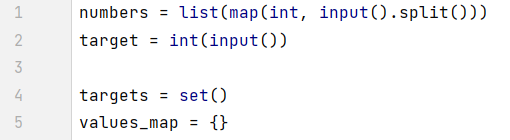 1 numbers = list(map(int, input().split()))
2 target = int(input())
3
4 targets = set()
5 values_map = {}